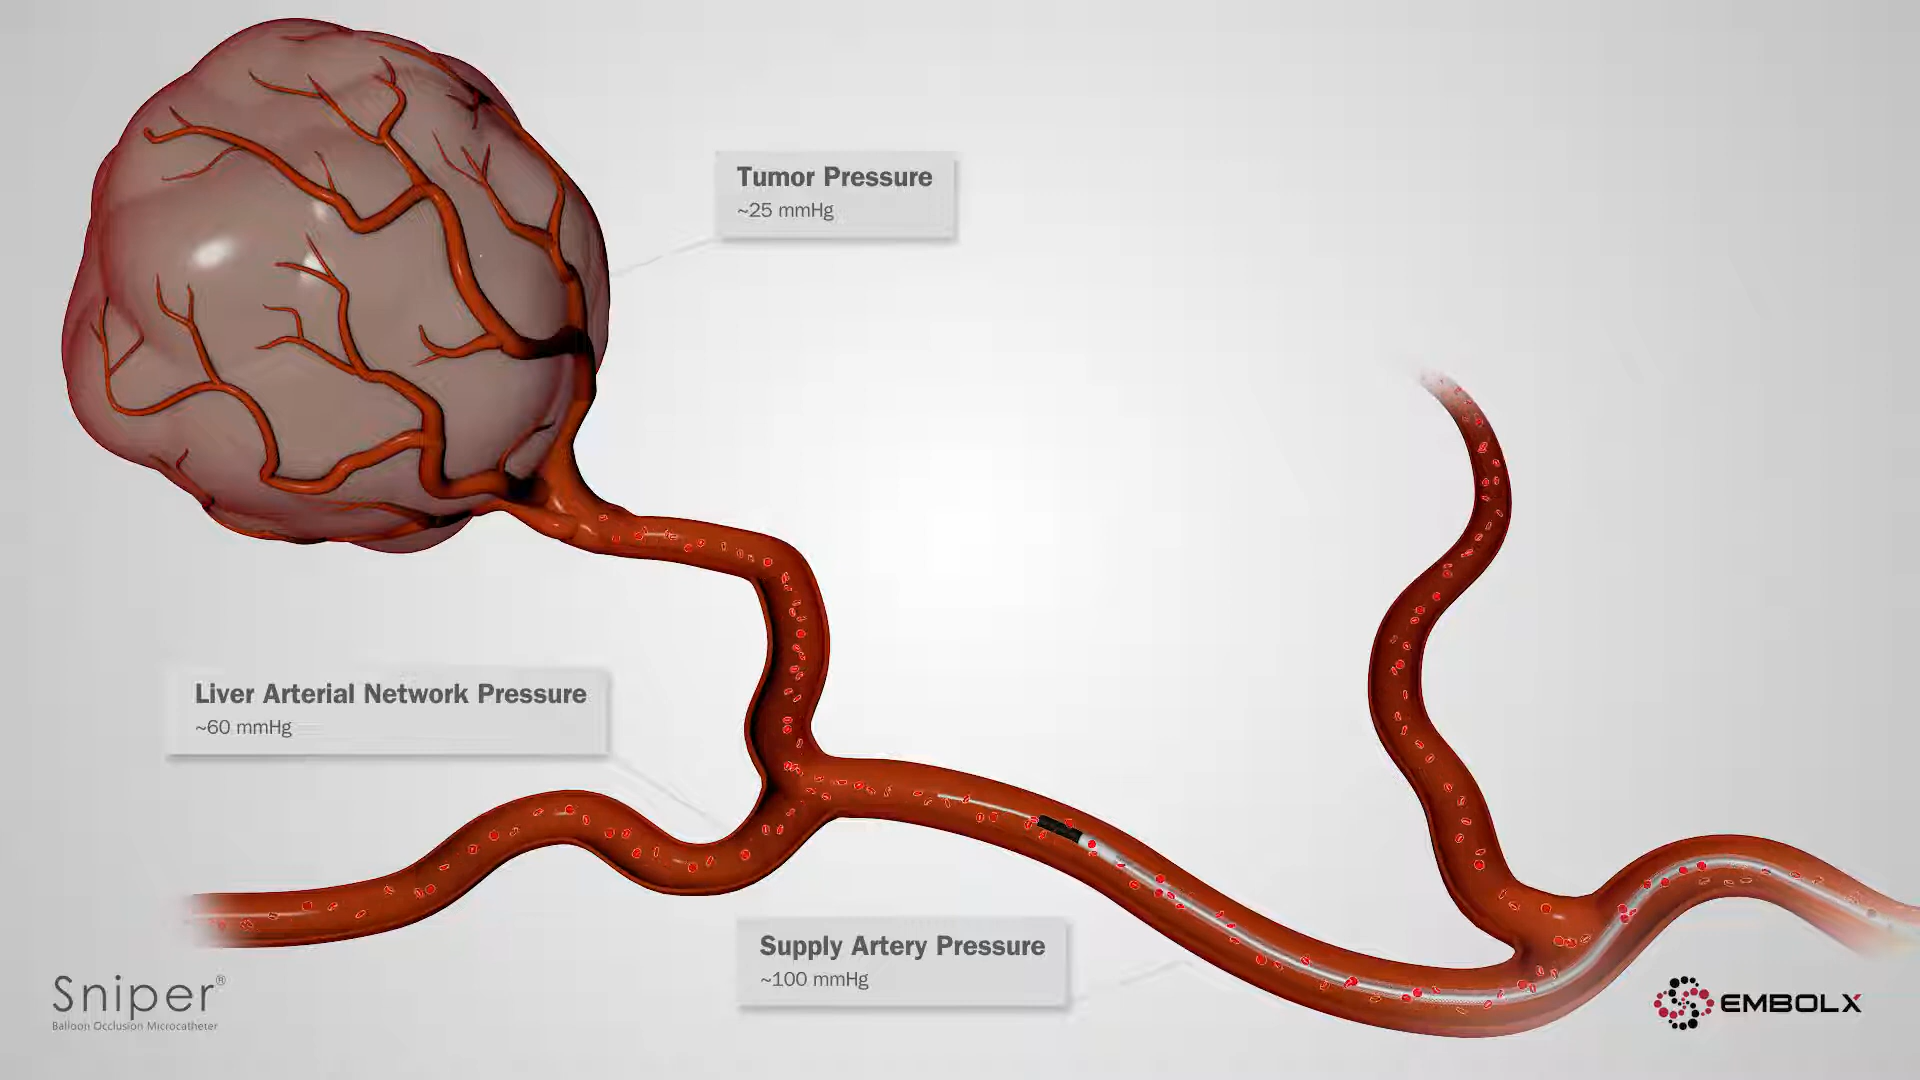 Tumor Pressure
~25 mmHg
Liver Arterial Network Pressure
~60 mmHg
Supply Artery Pressure
~100 mmHg
Sniper®
Balloon Occlusion Microcatheter
EMBOLX